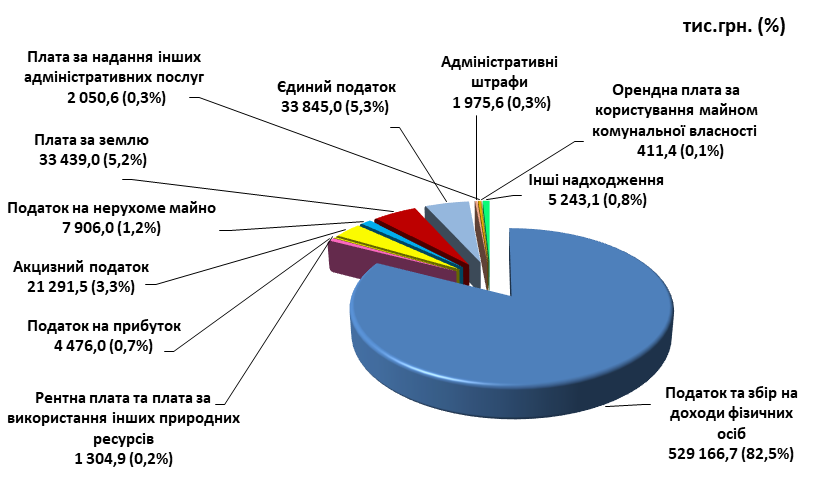 тис.грн. (%)
Плата за надання інших
адміністративних послуг
2 050,6 (0,3%)
Єдиний податок
33 845,0 (5,3%)
Адміністративні
штрафи
1 975,6 (0,3%)
Орендна плата за
користування майном
комунальної власності
411,4 (0,1%)
Плата за землю
33 439,0 (5,2%)
Інші надходження
5 243,1 (0,8%)
Податок на нерухоме майно
7 906,0 (1,2%)
Акцизний податок
21 291,5 (3,3%)
Податок на прибуток
4 476,0 (0,7%)
Рентна плата та плата за
використання інших природних
ресурсів
1 304,9 (0,2%)
Податок та збір на
доходи фізичних
осіб
529 166,7 (82,5%)